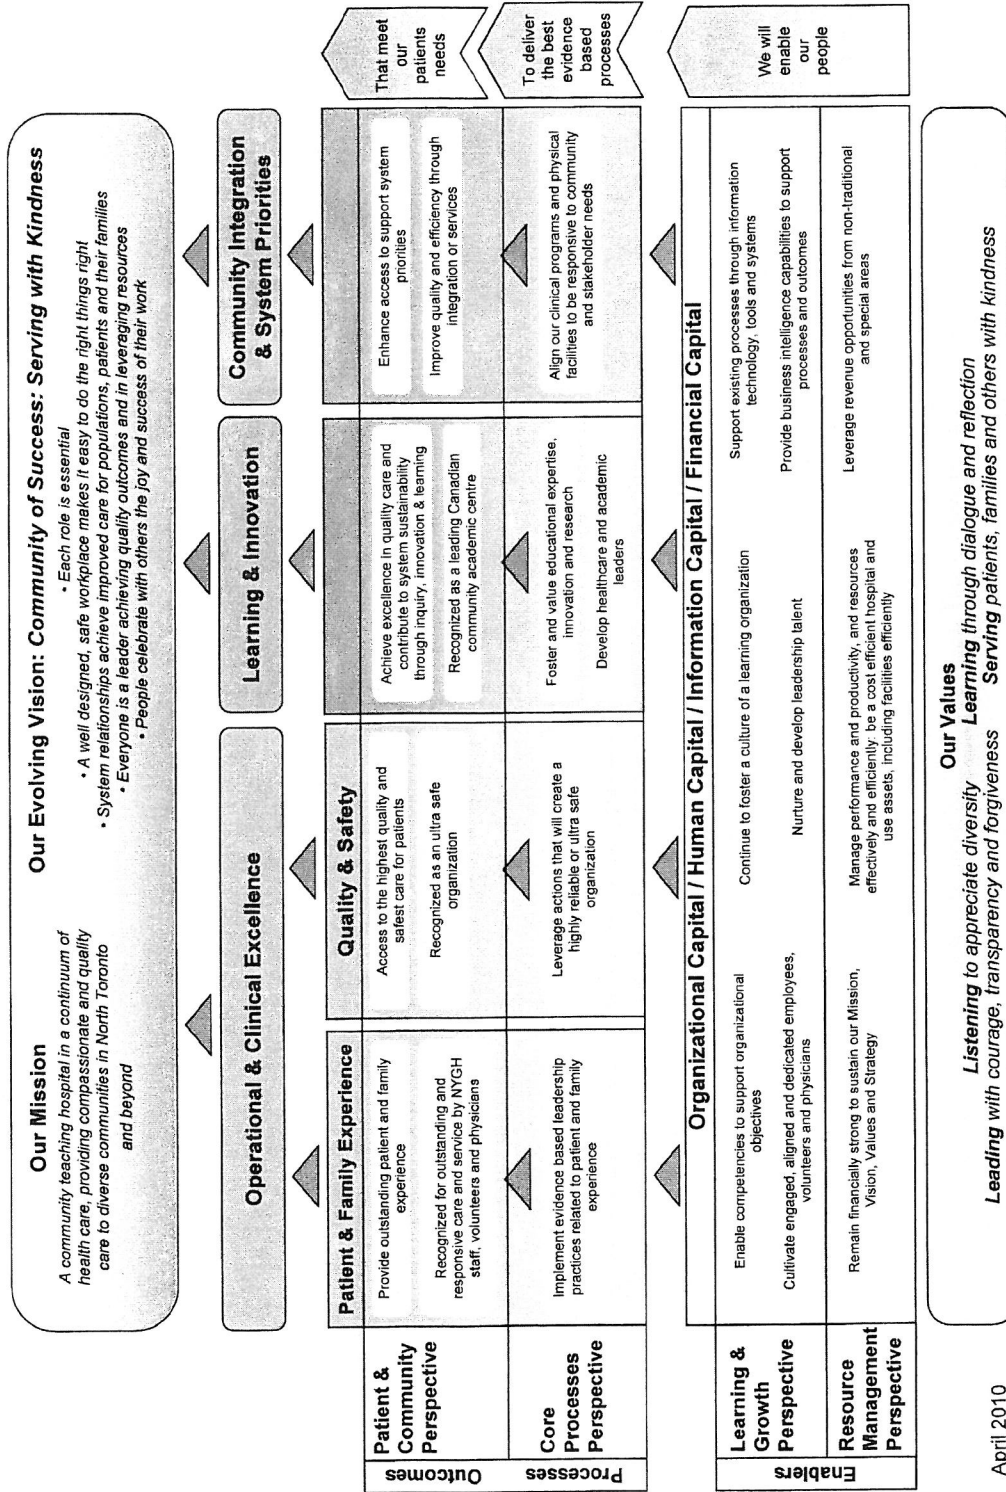 Our Mission
A community teaching hospital in a continuum of
health care, providing compassionate and quality
care to diverse communities in North Toronto
and beyond
Our Evolving Vision: Community of Success: Serving with Kindness
• Each role is essential
• A well designed, safe workplace makes it easy to do the right things right
• System relationships achieve improved care for populations, patients and their families
• Everyone is a leader achieving quality outcomes and in leveraging resources
• People celebrate with others the joy and success of their work
Operational & Clinical Excellence
Learning & Innovation
Community Integration
& System Priorities
Patient & Family Experience
Quality & Safety
Outcomes
Patient &
Community
Perspective
Provide outstanding patient and family
experience
Recognized for outstanding and
responsive care and service by NYGH
staff, volunteers and physicians
Access to the highest quality and
safest care for patients
Recognized as an ultra safe
organization
Achieve excellence in quality care and
contribute to system sustainability
through inquiry, innovation & learning
Recognized as a leading Canadian
community academic centre
Enhance access to support system
priorities
Improve quality and efficiency through
integration or services
That meet
our
patients
needs
Processes
Core
Processes
Perspective
Implement evidence based leadership
practices related to patient and family
experience
Leverage actions that will create a
highly reliable or ultra safe
organization
Foster and value educational expertise,
innovation and research
Develop healthcare and academic
leaders
Align our clinical programs and physical
facilities to be responsive to community
and stakeholder needs
To deliver
the best
evidence
based
processes
Organizational Capital / Human Capital / Information Capital / Financial Capital
Enablers
Learning &
Growth
Perspective
Enable competencies to support organizational
objectives
Cultivate engaged, aligned and dedicated employees,
volunteers and physicians
Continue to foster a culture of a learning organization
Nurture and develop leadership talent
Support existing processes through information
technology, tools and systems
Provide business intelligence capabilities to support
processes and outcomes
We will
enable
our
people
Resource
Management
Perspective
Remain financially strong to sustain our Mission,
Vision, Values and Strategy
Manage performance and productivity, and resources
effectively and efficiently: be a cost efficient hospital and
use assets, including facilities efficiently
Leverage revenue opportunities from non-traditional
and special areas
Our Values
Listening to appreciate diversity Learning through dialogue and reflection
Leading with courage, transparency and forgiveness Serving patients, families and others with kindness
April 2010